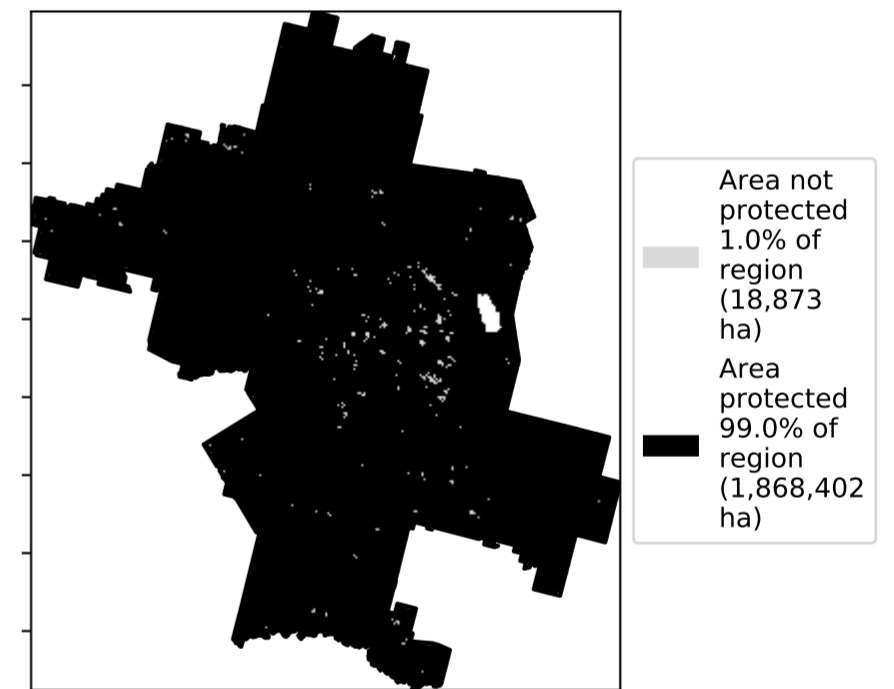 Area not
protected
1.0% of
region
(18,873
ha)
Area
protected
99.0% of
region
(1,868,402
ha)